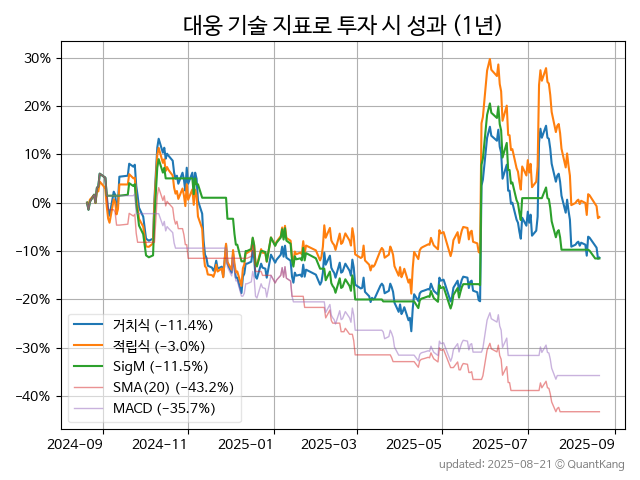 대웅 기술 지표로 투자 시 성과 (1년)
30%
20%
10%
0%
−10%
−20%
−30%
−40%
거치식 (−11.4%)
적립식 (−3.0%)
SigM (−11.5%)
SMA(20) (−43.2%)
MACD (−35.7%)
2024-09 2024-11 2025-01 2025-03 2025-05 2025-07 2025-09
updated: 2025-08-21 © QuantKang